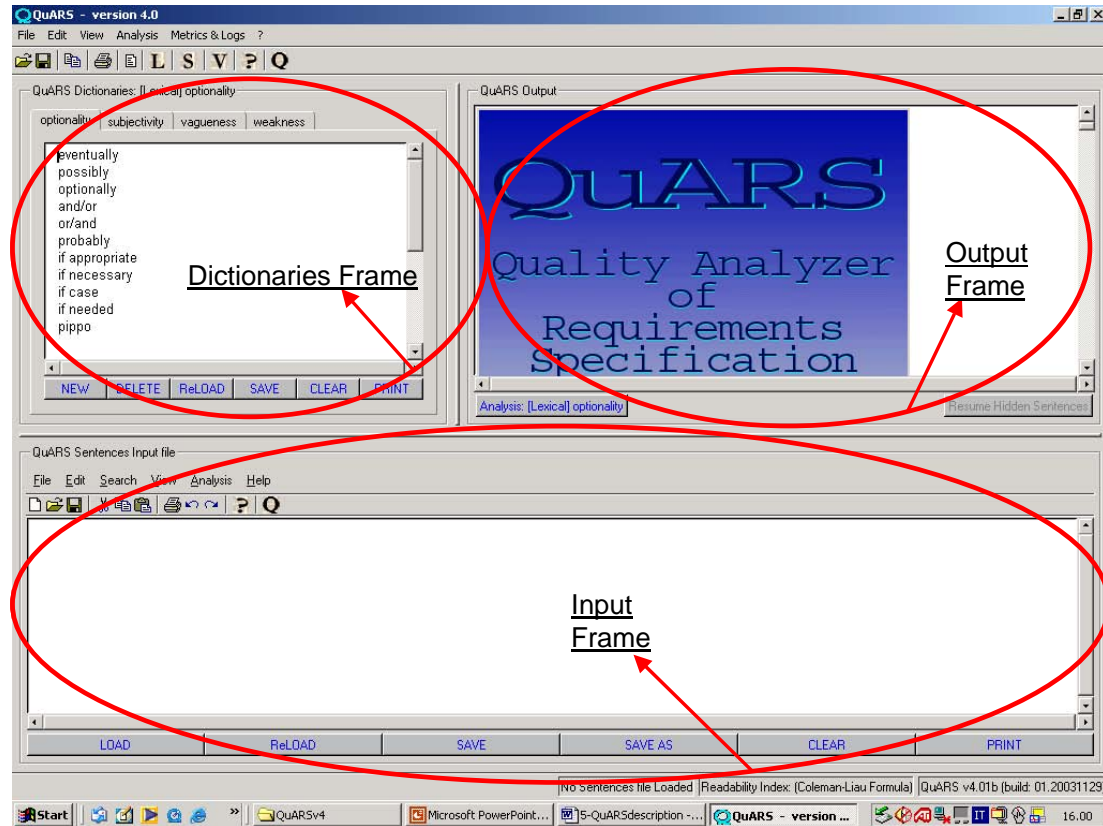 QuARS - version 4.0
File Edit View Analysis Metrics & Logs ?
L S V ? Q
QuARS Dictionaries: [Lexical] optionality
optionality subjectivity vagueness weakness
eventually
possibly
optionally
and/or
or/and
probably
if appropriate
if necessary
if case
if needed
pippo
Dictionaries Frame
NEW DELETE ReLOAD SAVE CLEAR PRINT
QuARS Output
QuARS
Quality Analyzer
of
Requirements
Specification
Output
Frame
Analysis: [Lexical] optionality Resume Hidden Sentences
QuARS Sentences Input file
File Edit Search View Analysis Help
? Q
Input
Frame
LOAD ReLOAD SAVE SAVE AS CLEAR PRINT
No Sentences file Loaded Readability Index: (Coleman-Liau Formula) QuARS v4.01b (build: 01.20031129
Start » QuARSv4 Microsoft PowerPoint... 5-QuARSdescription -... QuARS - version ... IT 16.00